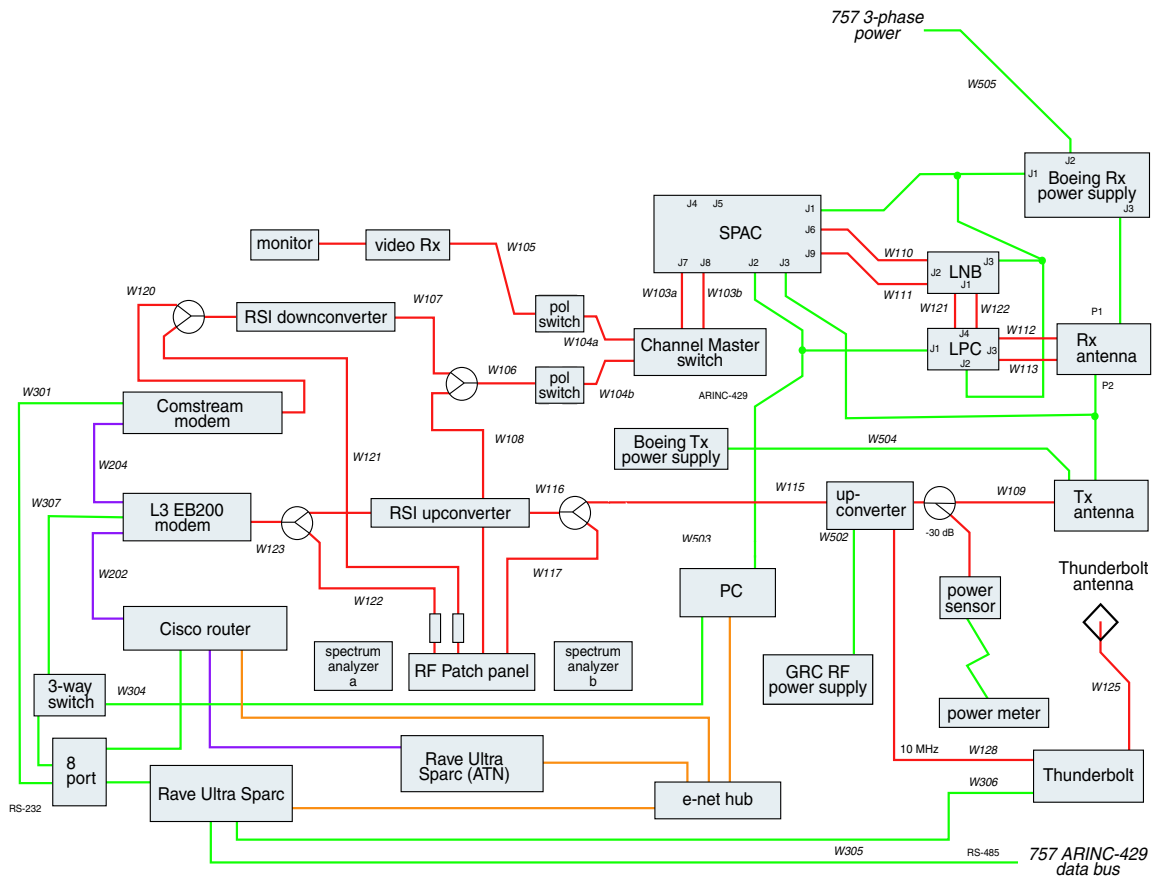 757 3-phase
power
W505
J2
J1
Boeing Rx
power supply
J3
J4
J5
J1
SPAC
J6
J9
J7
J8
J2
J3
monitor
video Rx
W105
W110
J3
LNB
J2
J1
W111
W103a
W103b
W121
W122
W120
W107
RSI downconverter
pol
switch
W104a
Channel Master
switch
J4
J1
LPC
J3
J2
W112
W113
P1
Rx
antenna
P2
W106
pol
switch
W104b
ARINC-429
W301
Comstream
modem
W108
Boeing Tx
power supply
W504
W204
W121
W307
L3 EB200
modem
W123
RSI upconverter
W116
W115
up-
converter
W109
-30 dB
Tx
antenna
W503
W502
W202
W117
W122
PC
power
sensor
Thunderbolt
antenna
Cisco router
spectrum
analyzer
a
RF Patch panel
spectrum
analyzer
b
GRC RF
power supply
3-way
switch
W304
W125
power meter
8
port
Rave Ultra
Sparc (ATN)
10 MHz
W128
Thunderbolt
W306
Rave Ultra Sparc
e-net hub
RS-232
W305
RS-485
757 ARINC-429
data bus